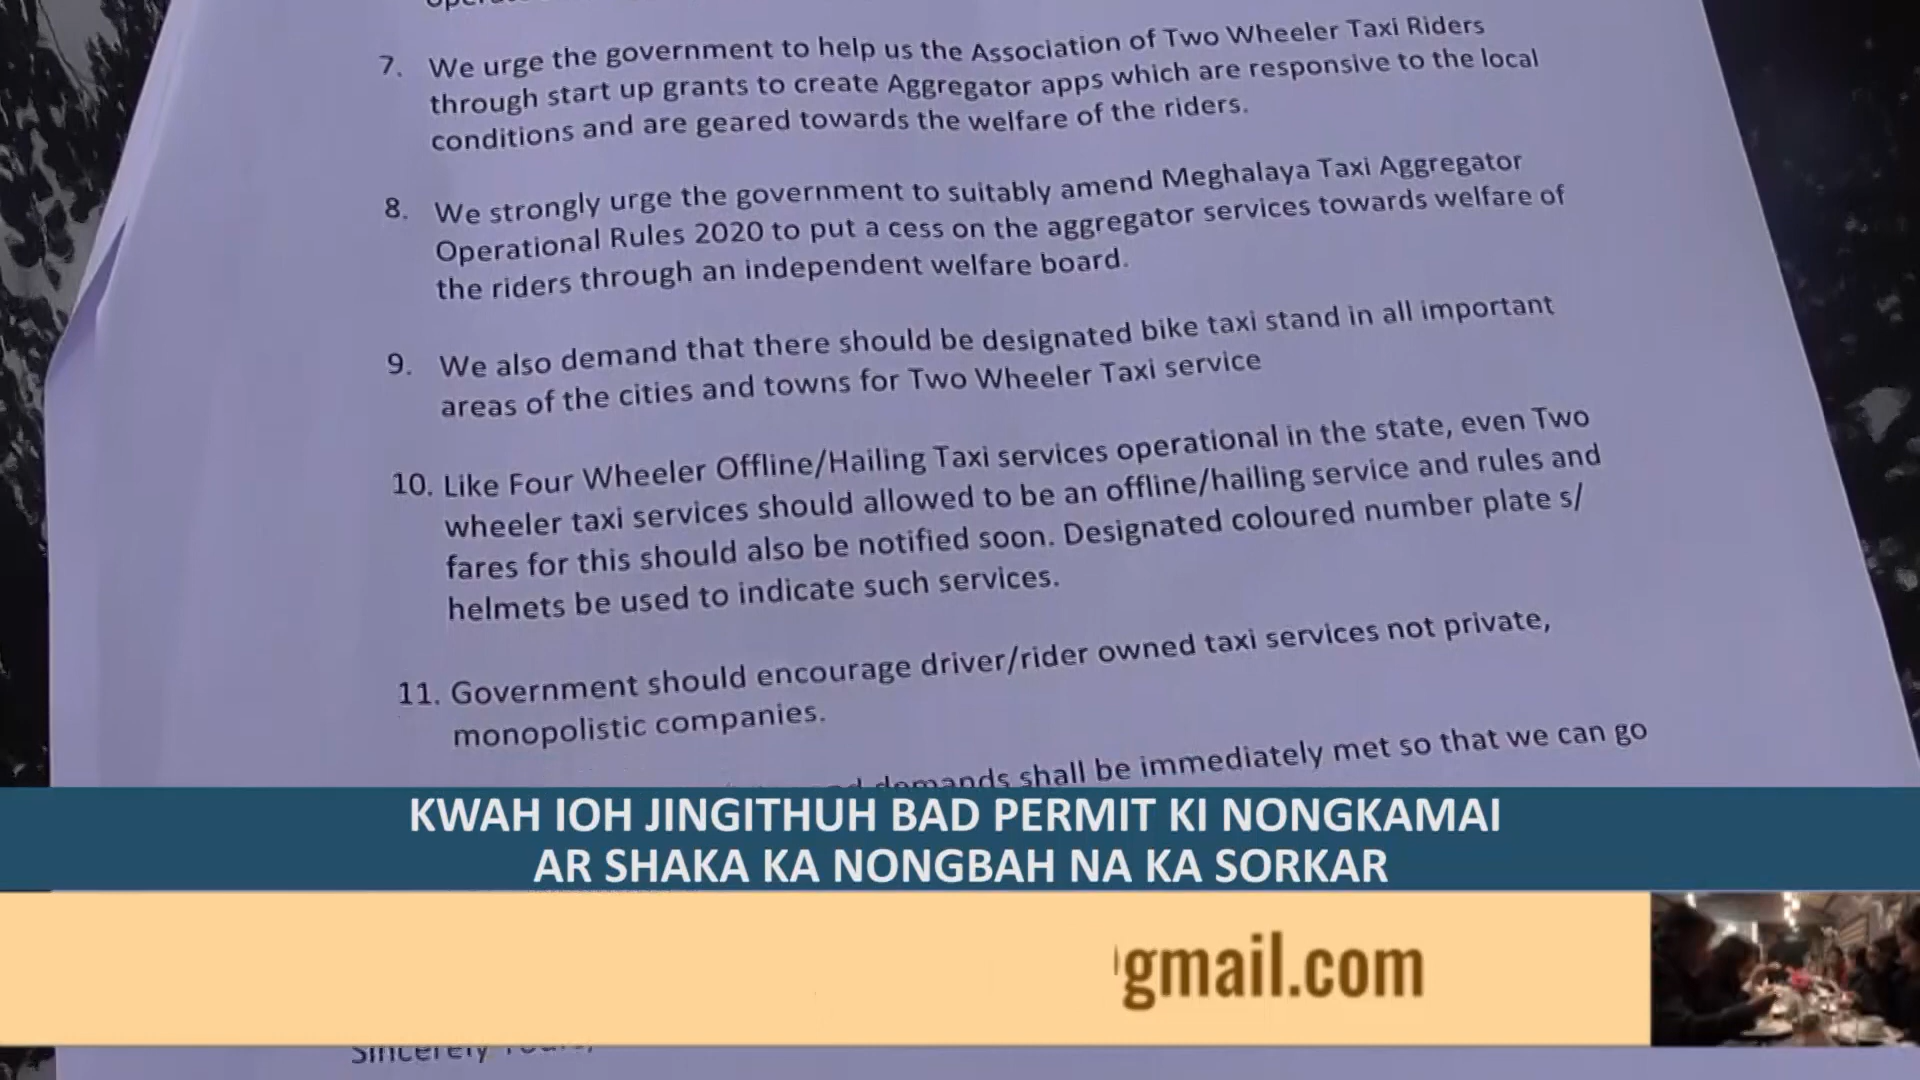 7. We urge the government to help us the Association of Two Wheeler Taxi Riders
through start up grants to create Aggregator apps which are responsive to the local
conditions and are geared towards the welfare of the riders.
8. We strongly urge the government to suitably amend Meghalaya Taxi Aggregator
Operational Rules 2020 to put a cess on the aggregator services towards welfare of
the riders through an independent welfare board.
9. We also demand that there should be designated bike taxi stand in all important
areas of the cities and towns for Two Wheeler Taxi service
10. Like Four Wheeler Offline/Hailing Taxi services operational in the state, even Two
wheeler taxi services should allowed to be an offline/hailing service and rules and
fares for this should also be notified soon. Designated coloured number plate s/
helmets be used to indicate such services.
11. Government should encourage driver/rider owned taxi services not private,
monopolistic companies.
demands shall be immediately met so that we can go
KWAH IOH JINGITHUH BAD PERMIT KI NONGKAMAI
AR SHAKA KA NONGBAH NA KA SORKAR
gmail.com
Sincerely